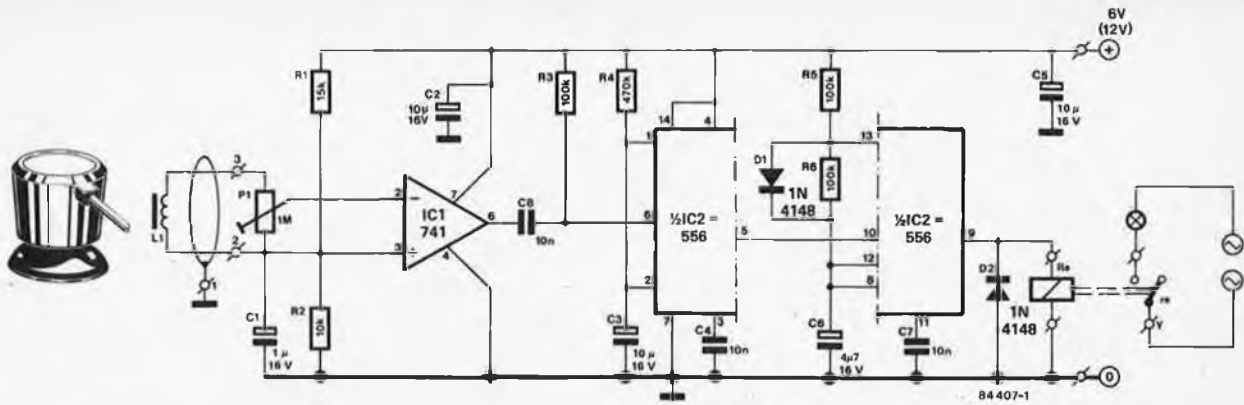 6V
(12V)
+
R1
15k
C2
10µ
16V
R3
100k
R4
470k
R5
100k
C5
10µ
16 V
3
P1
1M
L1
2
1
2
−
7
IC1
741
6
3
÷
4
C8
10n
14
4
1
6
½IC2 =
556
5
2
7
3
D1
1N
4148
R6
100k
13
½IC2 =
556
10
12
8
9
11
D2
1N
4148
Re
re
Y
C1
1µ
16 V
R2
10k
C3
10µ
16V
C4
10n
C6
4µ7
16 V
C7
10n
0
84407-1